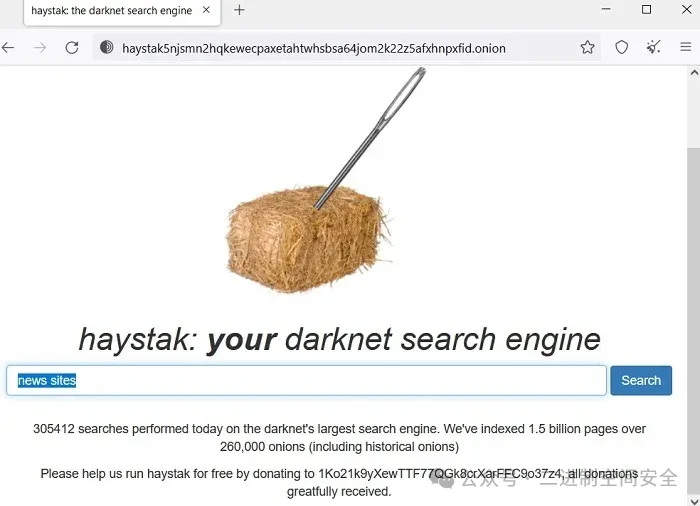 haystak: the darknet search engine
haystak5njsmn2hqkewecpaxetahtwhsbsa64jom2k22z5afxhnpxfid.onion
haystak: your darknet search engine
news sites
Search
305412 searches performed today on the darknet's largest search engine. We've indexed 1.5 billion pages over
260,000 onions (including historical onions)
Please help us run haystak for free by donating to 1Ko21k9yXewTTF77QGk8crXarFFC9o37z4, all donations
greatfully received.
公众号 · 二进制空间安全